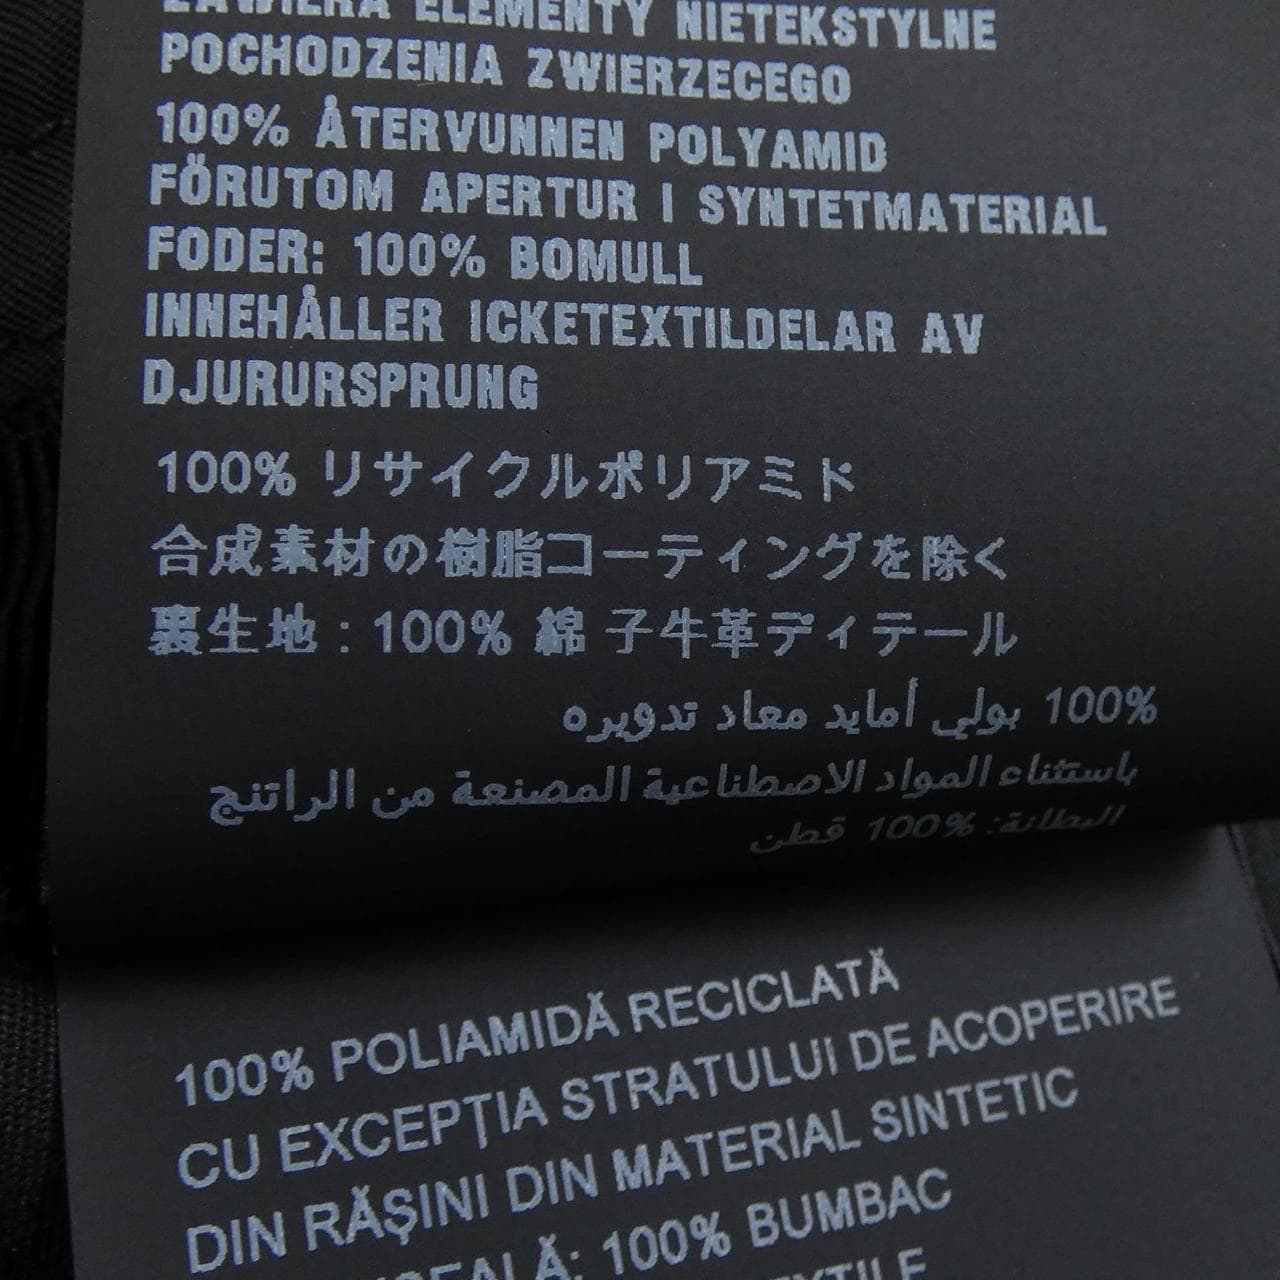 ZAWIERA ELEMENTY NIETEKSTYLNE
POCHODZENIA ZWIERZECEGO
100% ÅTERVUNNEN POLYAMID
FÖRUTOM APERTUR I SYNTETMATERIAL
FODER: 100% BOMULL
INNEHÅLLER ICKETEXTILDELAR AV
DJURURSPRUNG
100% リサイクルポリアミド
合成素材の樹脂コーティングを除く
裏生地 : 100% 綿 子牛革ディテール
100% بولي أمايد معاد تدويره
باستثناء المواد الاصطناعية المصنعة من الراتنج
البطانة: 100% قطن
100% POLIAMIDĂ RECICLATĂ
CU EXCEPȚIA STRATULUI DE ACOPERIRE
DIN RĂȘINI DIN MATERIAL SINTETIC
100% BUMBAC